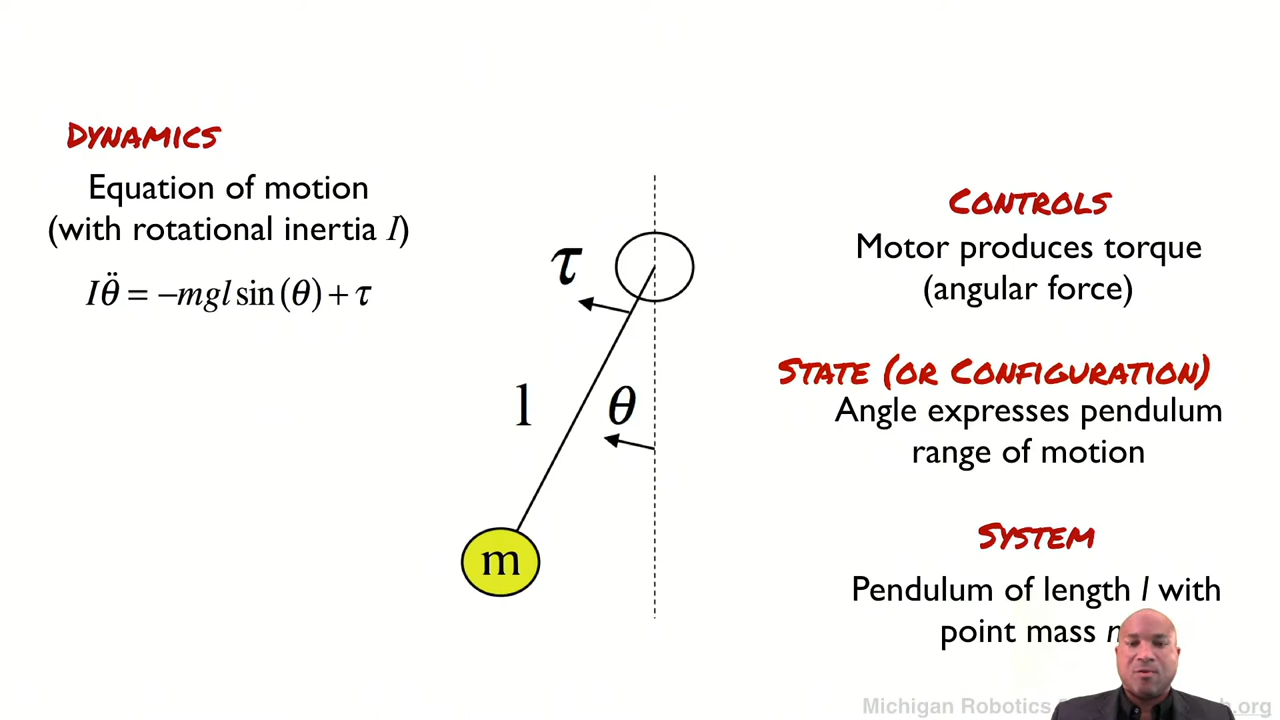 DYNAMICS
Equation of motion
(with rotational inertia I)
Iθ̈ = −mgl sin(θ) + τ
τ
l
θ
m
CONTROLS
Motor produces torque
(angular force)
STATE (OR CONFIGURATION)
Angle expresses pendulum
range of motion
SYSTEM
Pendulum of length l with
point mass
Michigan Robotics
.org